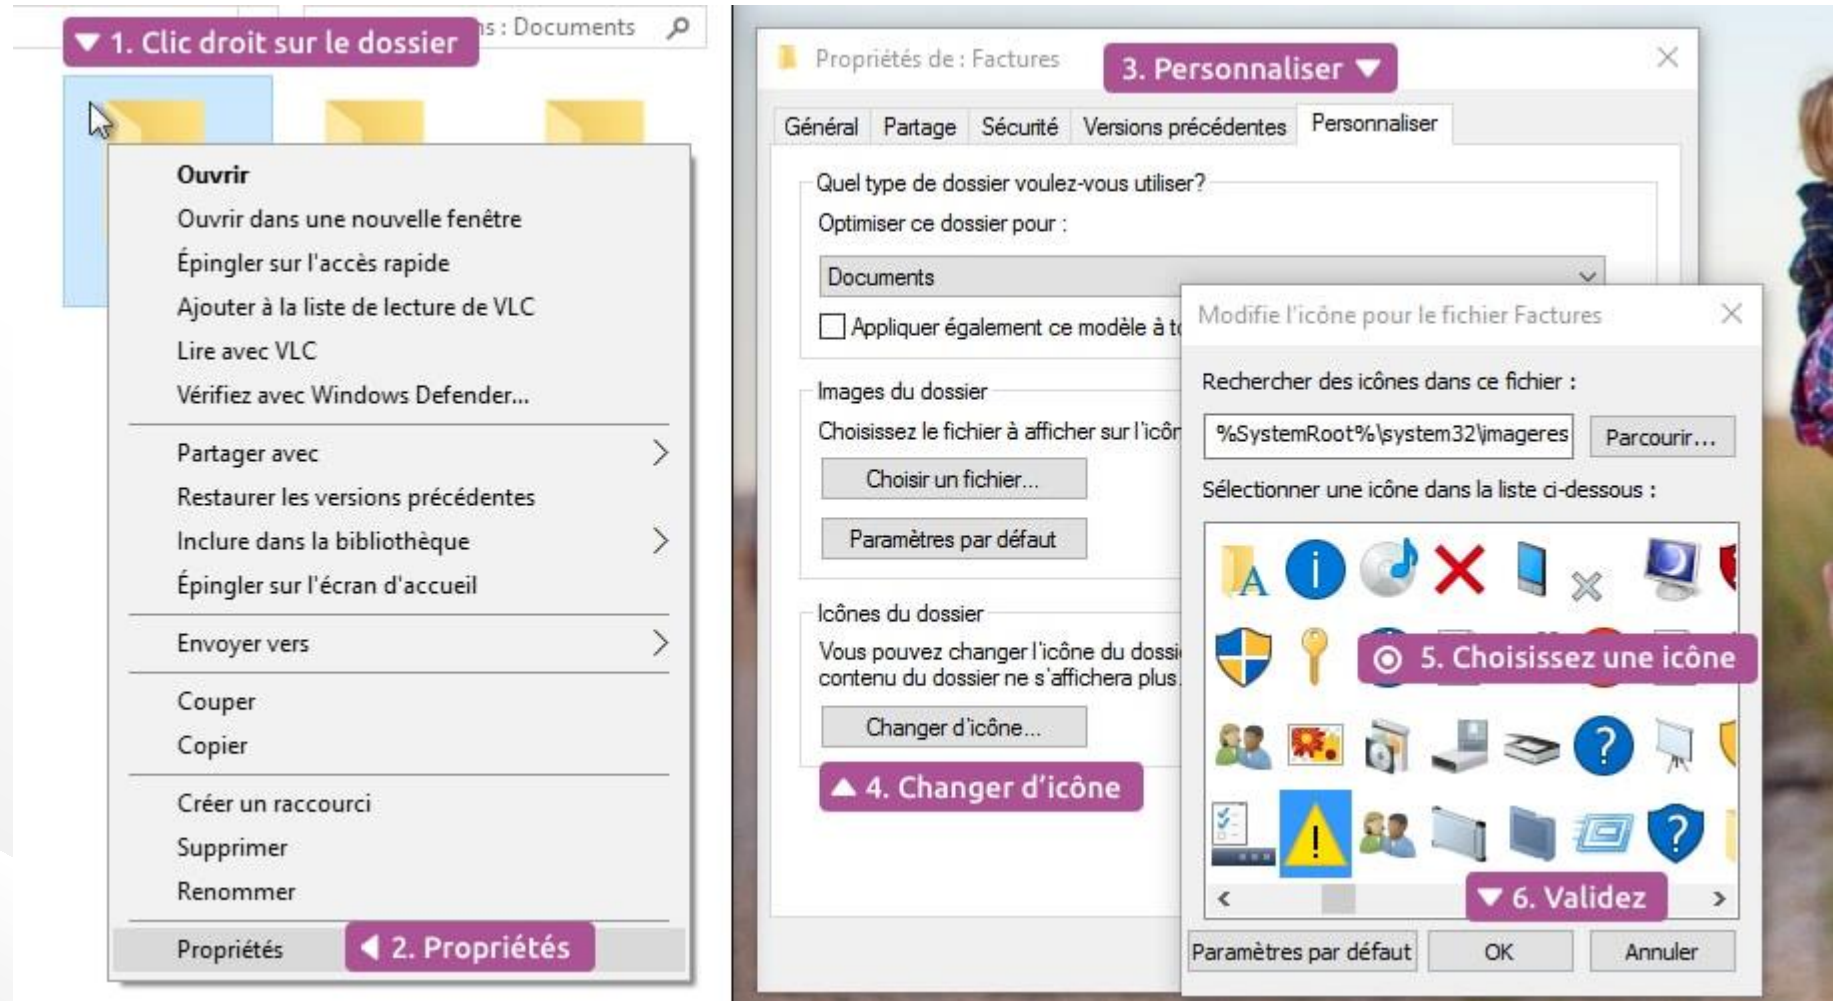 1. Clic droit sur le dossier
: Documents
Ouvrir
Ouvrir dans une nouvelle fenêtre
Épingler sur l'accès rapide
Ajouter à la liste de lecture de VLC
Lire avec VLC
Vérifiez avec Windows Defender...
Partager avec
Restaurer les versions précédentes
Inclure dans la bibliothèque
Épingler sur l'écran d'accueil
Envoyer vers
Couper
Copier
Créer un raccourci
Supprimer
Renommer
Propriétés
2. Propriétés
Propriétés de : Factures
3. Personnaliser
Général Partage Sécurité Versions précédentes Personnaliser
Quel type de dossier voulez-vous utiliser?
Optimiser ce dossier pour :
Documents
Appliquer également ce modèle à
Images du dossier
Choisissez le fichier à afficher sur
Choisir un fichier...
Paramètres par défaut
Icônes du dossier
Vous pouvez changer l'icône du
contenu du dossier ne s'affichera plus.
Changer d'icône...
4. Changer d'icône
Modifie l'icône pour le fichier Factures
Rechercher des icônes dans ce fichier :
%SystemRoot%\system32\imageres
Parcourir...
Sélectionner une icône dans la liste ci-dessous :
5. Choisissez une icône
6. Validez
Paramètres par défaut
OK
Annuler